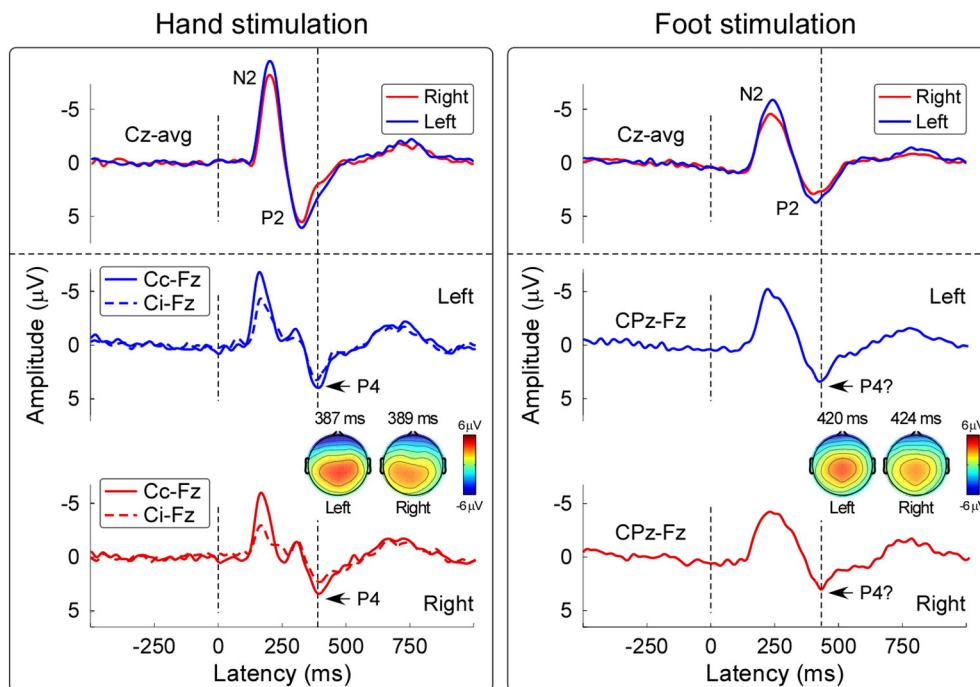 Hand stimulation
Foot stimulation
-5
0
5
N2
P2
Cz-avg
Right
Left
-5
0
5
N2
P2
Cz-avg
Right
Left
Amplitude (µV)
-5
0
5
Cc-Fz
Ci-Fz
Left
P4
387 ms
389 ms
6µV
-6µV
Left
Right
-5
0
5
Cc-Fz
Ci-Fz
P4
Right
-250 0 250 500 750
Latency (ms)
Amplitude (µV)
-5
0
5
CPz-Fz
Left
P4?
420 ms
424 ms
6µV
-6µV
Left
Right
-5
0
5
CPz-Fz
P4?
Right
-250 0 250 500 750
Latency (ms)